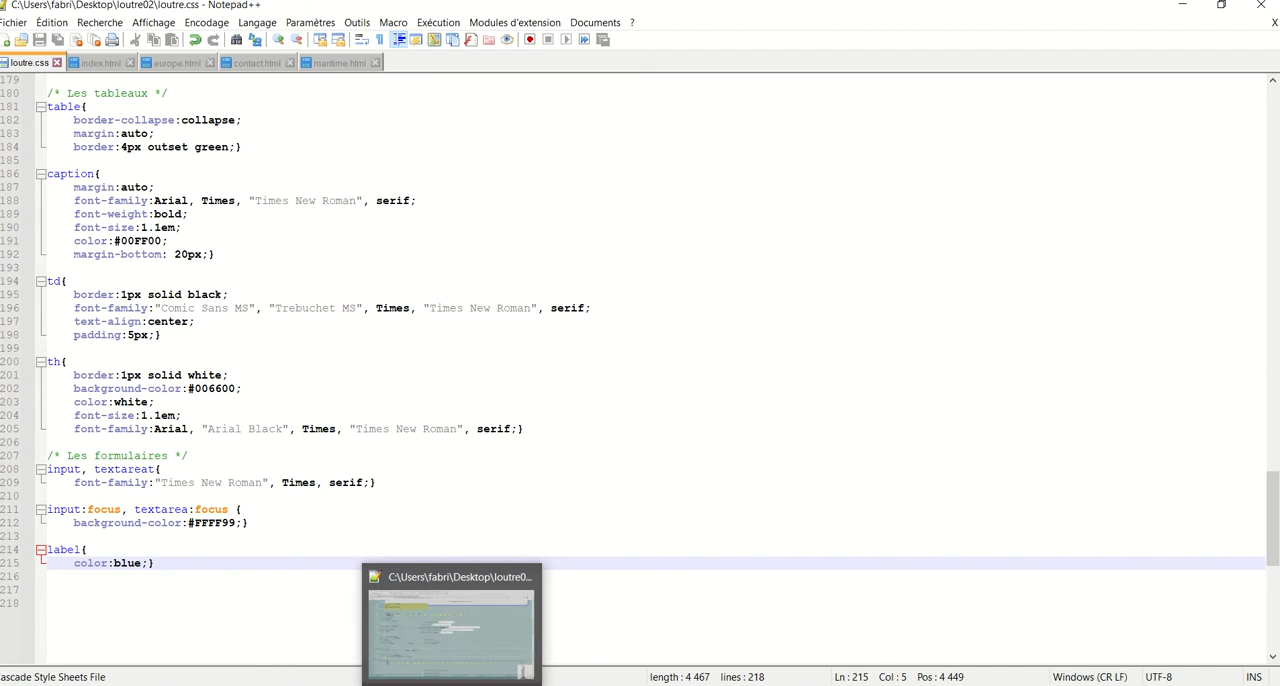 C:\Users\fabri\Desktop\loutre02\loutre.css - Notepad++
Fichier Édition Recherche Affichage Encodage Langage Paramètres Outils Macro Exécution Modules d'extension Documents ? X
loutre.css index.html europe.html contact.html maritime.html
179
180 /* Les tableaux */
181 table{
182 border-collapse:collapse;
183 margin:auto;
184 border:4px outset green;}
185
186 caption{
187 margin:auto;
188 font-family:Arial, Times, "Times New Roman", serif;
189 font-weight:bold;
190 font-size:1.1em;
191 color:#00FF00;
192 margin-bottom: 20px;}
193
194 td{
195 border:1px solid black;
196 font-family:"Comic Sans MS", "Trebuchet MS", Times, "Times New Roman", serif;
197 text-align:center;
198 padding:5px;}
199
200 th{
201 border:1px solid white;
202 background-color:#006600;
203 color:white;
204 font-size:1.1em;
205 font-family:Arial, "Arial Black", Times, "Times New Roman", serif;}
206
207 /* Les formulaires */
208 input, textareat{
209 font-family:"Times New Roman", Times, serif;}
210
211 input:focus, textarea:focus {
212 background-color:#FFFF99;}
213
214 label{
215 color:blue;}
216
217
218
C:\Users\fabri\Desktop\loutre0...
ascade Style Sheets File length : 4 467 lines : 218 Ln : 215 Col : 5 Pos : 4 449 Windows (CR LF) UTF-8 INS